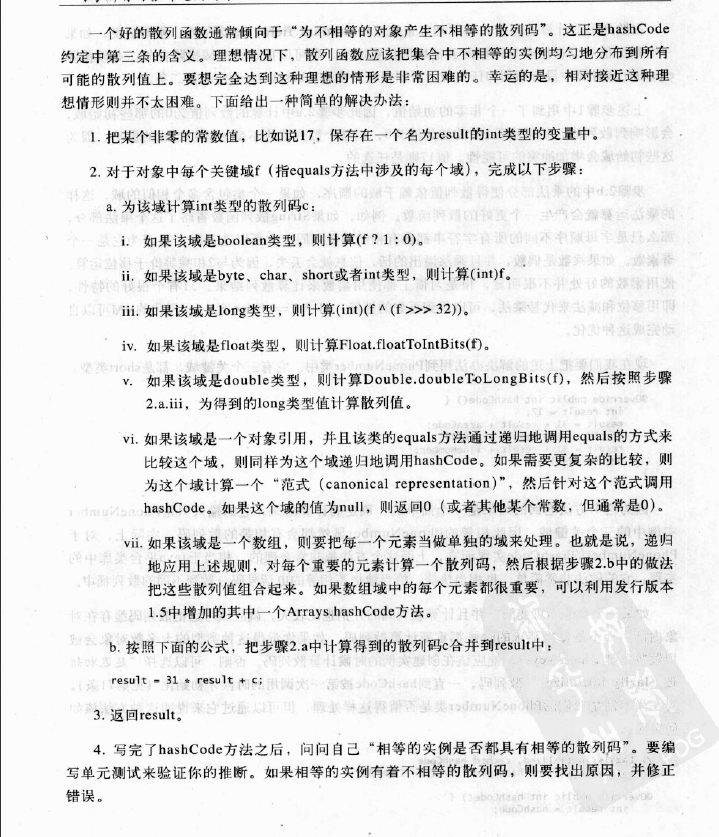 一个好的散列函数通常倾向于“为不相等的对象产生不相等的散列码”。这正是hashCode
约定中第三条的含义。理想情况下，散列函数应该把集合中不相等的实例均匀地分布到所有
可能的散列值上。要想完全达到这种理想的情形是非常困难的。幸运的是，相对接近这种理
想情形则并不太困难。下面给出一种简单的解决办法：
1. 把某个非零的常数值，比如说17，保存在一个名为result的int类型的变量中。
2. 对于对象中每个关键域f（指equals方法中涉及的每个域），完成以下步骤：
a. 为该域计算int类型的散列码c：
i. 如果该域是boolean类型，则计算(f ? 1 : 0)。
ii. 如果该域是byte、char、short或者int类型，则计算(int)f。
iii. 如果该域是long类型，则计算(int)(f ^ (f >>> 32))。
iv. 如果该域是float类型，则计算Float.floatToIntBits(f)。
v. 如果该域是double类型，则计算Double.doubleToLongBits(f)，然后按照步骤
2.a.iii，为得到的long类型值计算散列值。
vi. 如果该域是一个对象引用，并且该类的equals方法通过递归地调用equals的方式来
比较这个域，则同样为这个域递归地调用hashCode。如果需要更复杂的比较，则
为这个域计算一个“范式（canonical representation）”，然后针对这个范式调用
hashCode。如果这个域的值为null，则返回0（或者其他某个常数，但通常是0）。
vii. 如果该域是一个数组，则要把每一个元素当做单独的域来处理。也就是说，递归
地应用上述规则，对每个重要的元素计算一个散列码，然后根据步骤2.b中的做法
把这些散列值组合起来。如果数组域中的每个元素都很重要，可以利用发行版本
1.5中增加的其中一个Arrays.hashCode方法。
b. 按照下面的公式，把步骤2.a中计算得到的散列码c合并到result中：
result = 31 * result + c;
3. 返回result。
4. 写完了hashCode方法之后，问问自己“相等的实例是否都具有相等的散列码”。要编
写单元测试来验证你的推断。如果相等的实例有着不相等的散列码，则要找出原因，并修正
错误。